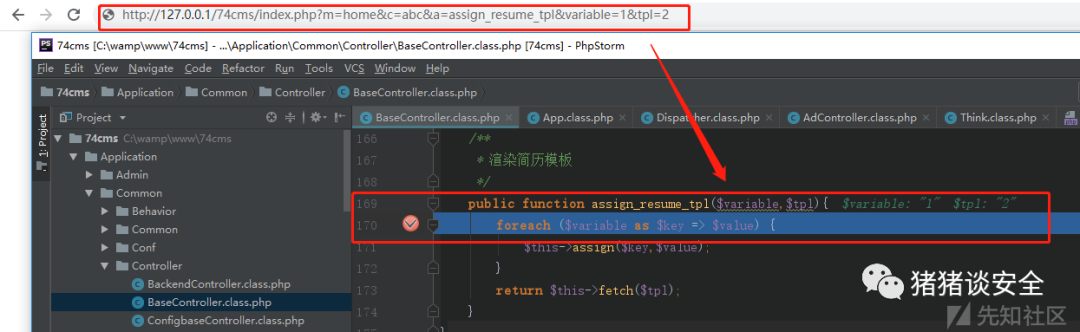 http://127.0.0.1/74cms/index.php?m=home&c=abc&a=assign_resume_tpl&variable=1&tpl=2
PS 74cms [C:\wamp\www\74cms] - ...\Application\Common\Controller\BaseController.class.php [74cms] - PhpStorm
File Edit View Navigate Code Refactor Run Tools VCS Window Help
74cms Application Common Controller BaseController.class.php
1: Project
Project
BaseController.class.php App.class.php Dispatcher.class.php AdController.class.php Think.class.php
74cms C:\wamp\www\74cms
Application
Admin
Common
Behavior
Common
Conf
Controller
BackendController.class.php
BaseController.class.php
ConfigbaseController.class.php
166 /**
167 * 渲染简历模板
168 */
169 public function assign_resume_tpl($variable,$tpl){ $variable: "1" $tpl: "2"
170 foreach ($variable as $key => $value) {
171 $this->assign($key,$value);
172 }
173 return $this->fetch($tpl);
174 }
猪猪谈安全
先知社区